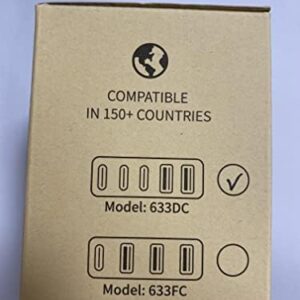 COMPATIBLE
IN 150+ COUNTRIES
Model: 633DC
Model: 633FC